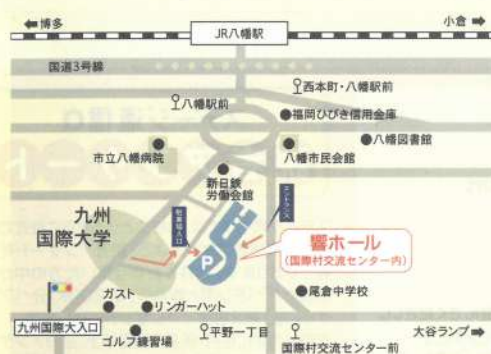 ⬅博多
小倉➡
JR八幡駅
国道3号線
八幡駅前
西本町・八幡駅前
福岡ひびき信用金庫
八幡図書館
市立八幡病院
八幡市民会館
新日鉄
労働会館
九州
国際大学
駐車場入口
エントランス
P
響ホール
(国際村交流センター内)
尾倉中学校
ガスト
リンガーハット
九州国際大入口
ゴルフ練習場
平野一丁目
国際村交流センター前
大谷ランプ➡